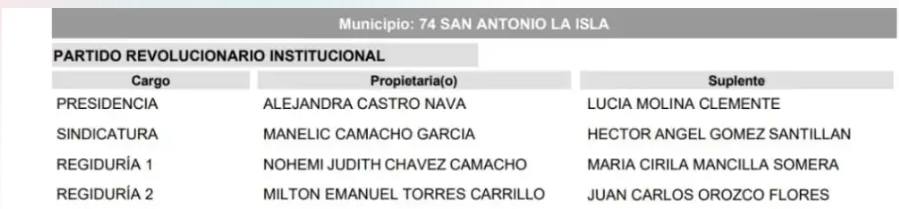 Municipio: 74 SAN ANTONIO LA ISLA
PARTIDO REVOLUCIONARIO INSTITUCIONAL
Cargo Propietaria(o) Suplente
PRESIDENCIA ALEJANDRA CASTRO NAVA LUCIA MOLINA CLEMENTE
SINDICATURA MANELIC CAMACHO GARCIA HECTOR ANGEL GOMEZ SANTILLAN
REGIDURÍA 1 NOHEMI JUDITH CHAVEZ CAMACHO MARIA CIRILA MANCILLA SOMERA
REGIDURÍA 2 MILTON EMANUEL TORRES CARRILLO JUAN CARLOS OROZCO FLORES